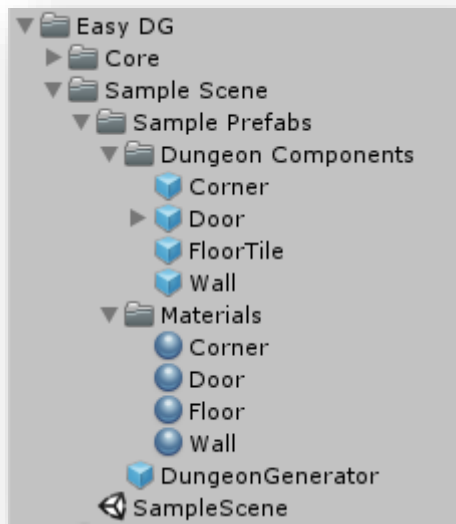 Easy DG
Core
Sample Scene
Sample Prefabs
Dungeon Components
Corner
Door
FloorTile
Wall
Materials
Corner
Door
Floor
Wall
DungeonGenerator
SampleScene